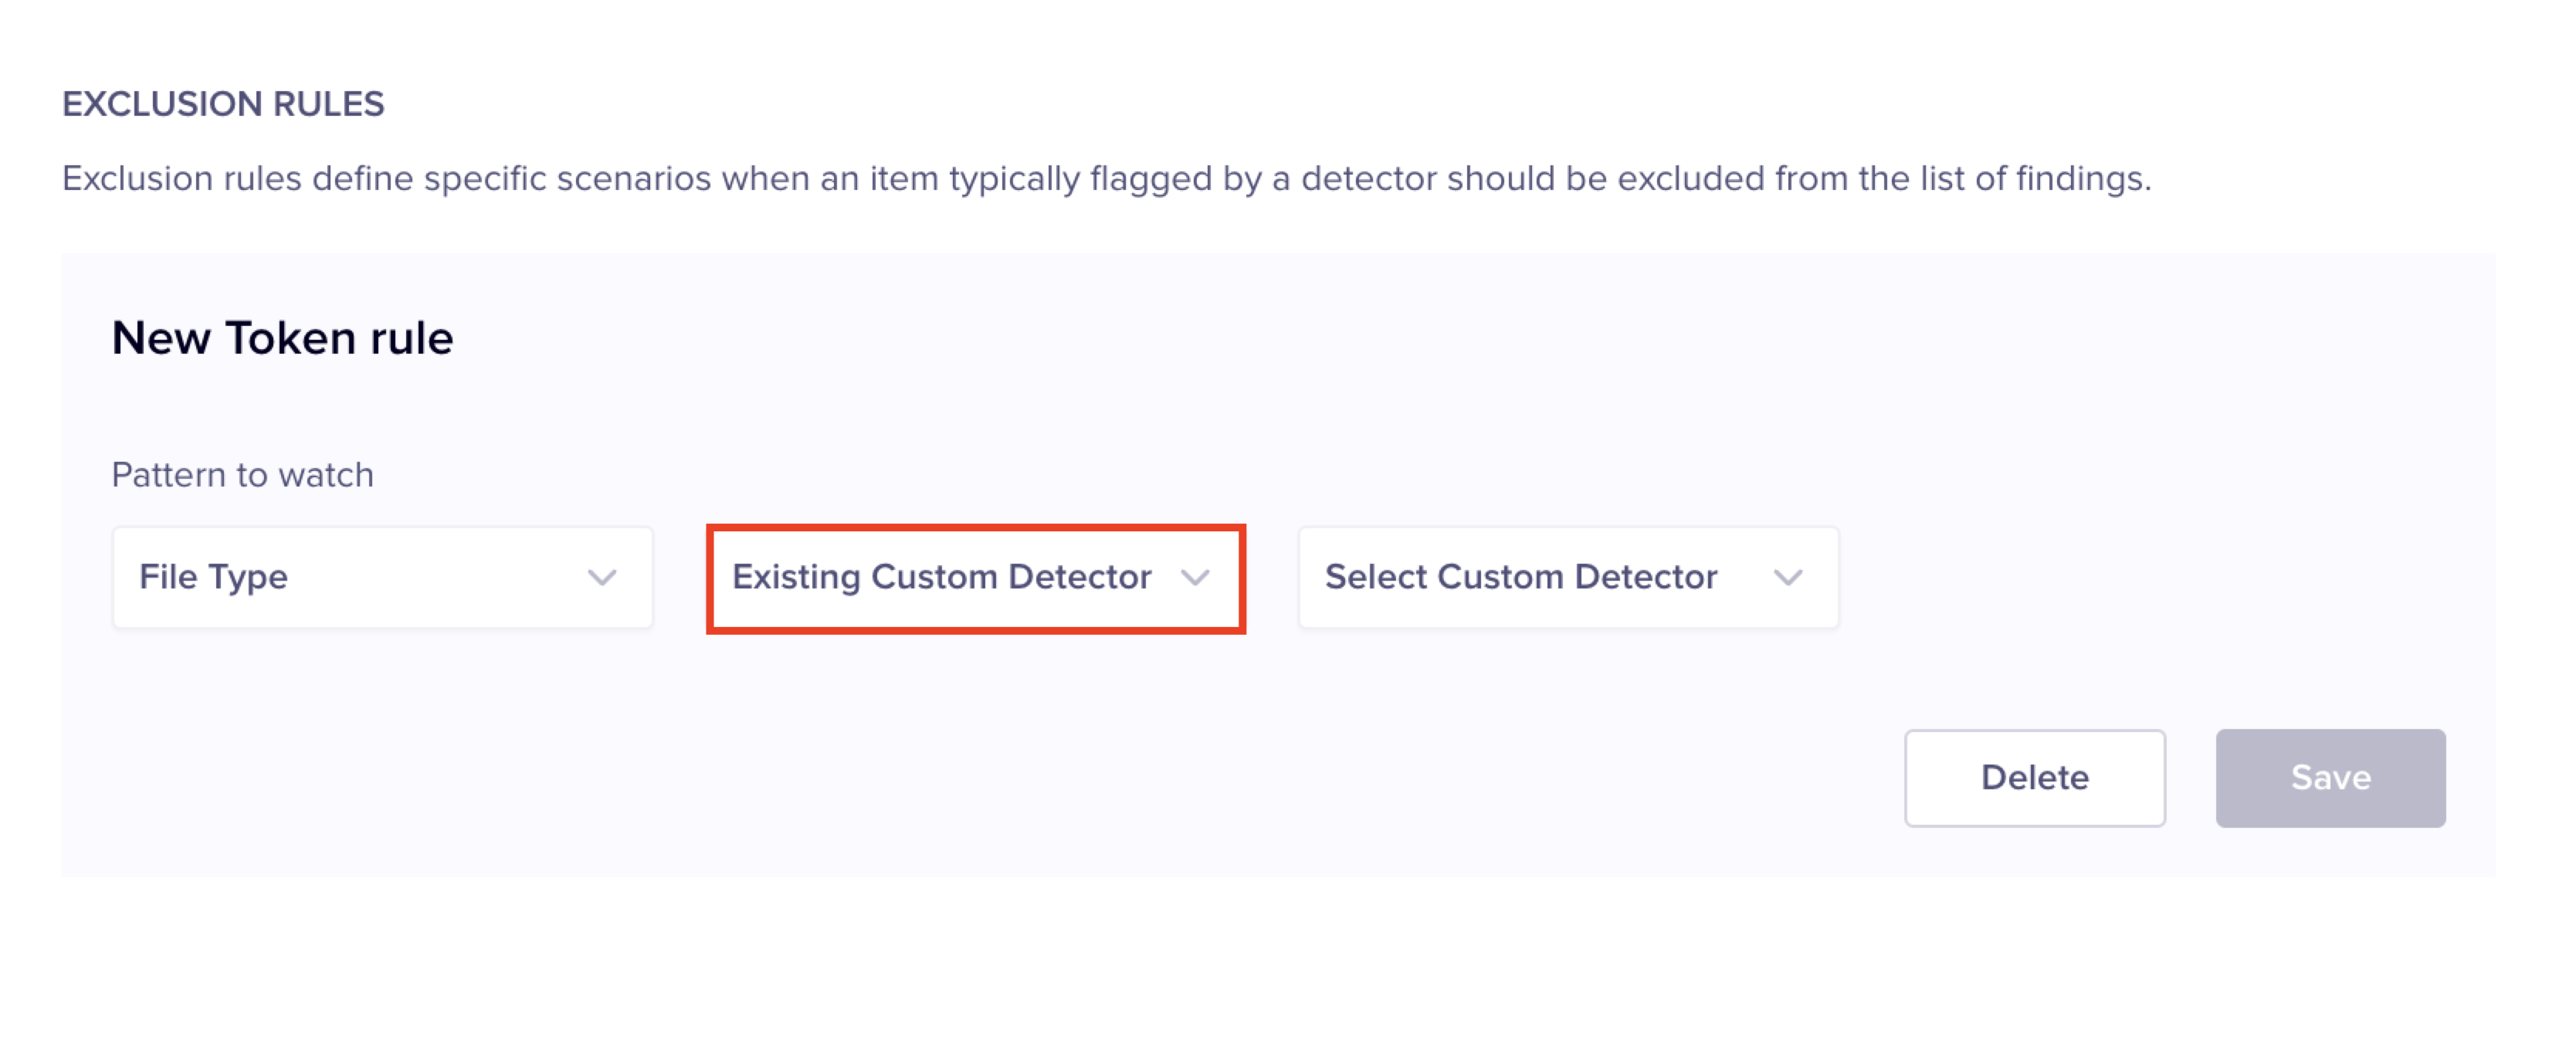 EXCLUSION RULES
Exclusion rules define specific scenarios when an item typically flagged by a detector should be excluded from the list of findings.
New Token rule
Pattern to watch
File Type
Existing Custom Detector
Select Custom Detector
Delete
Save